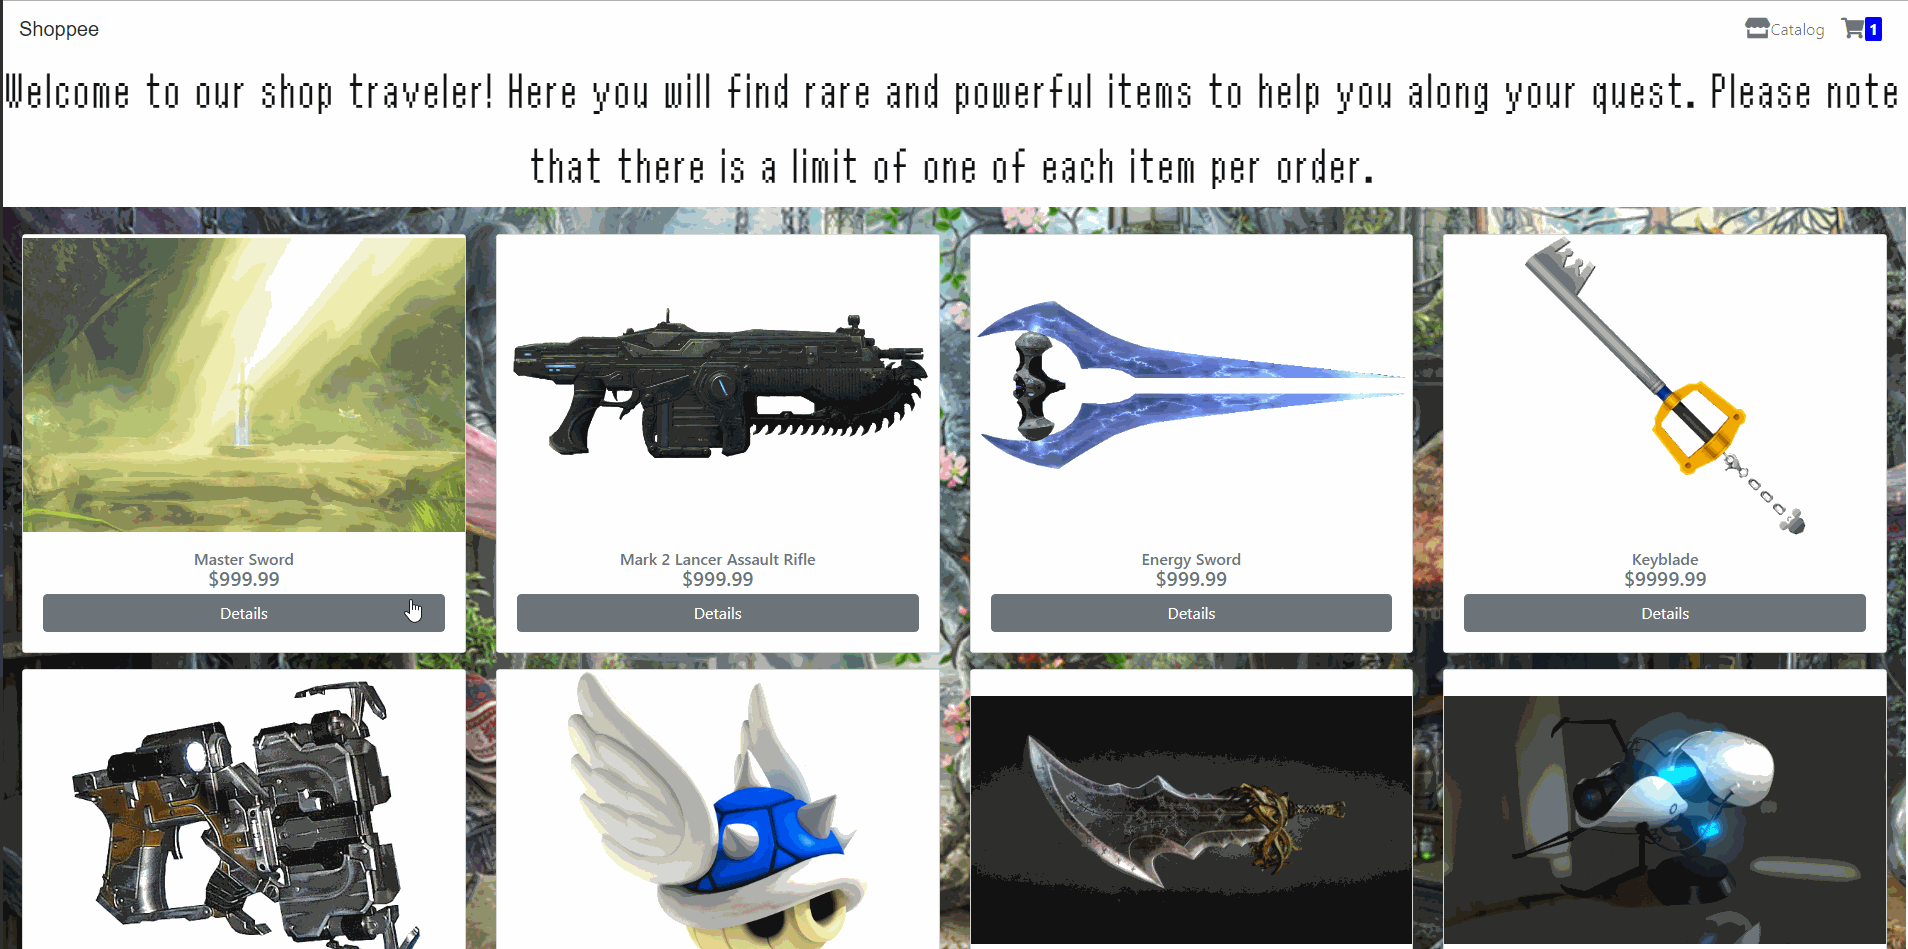 Shoppee
Catalog
1
Welcome to our shop traveler! Here you will find rare and powerful items to help you along your quest. Please note
that there is a limit of one of each item per order.
Master Sword
$999.99
Details
Mark 2 Lancer Assault Rifle
$999.99
Details
Energy Sword
$999.99
Details
Keyblade
$9999.99
Details